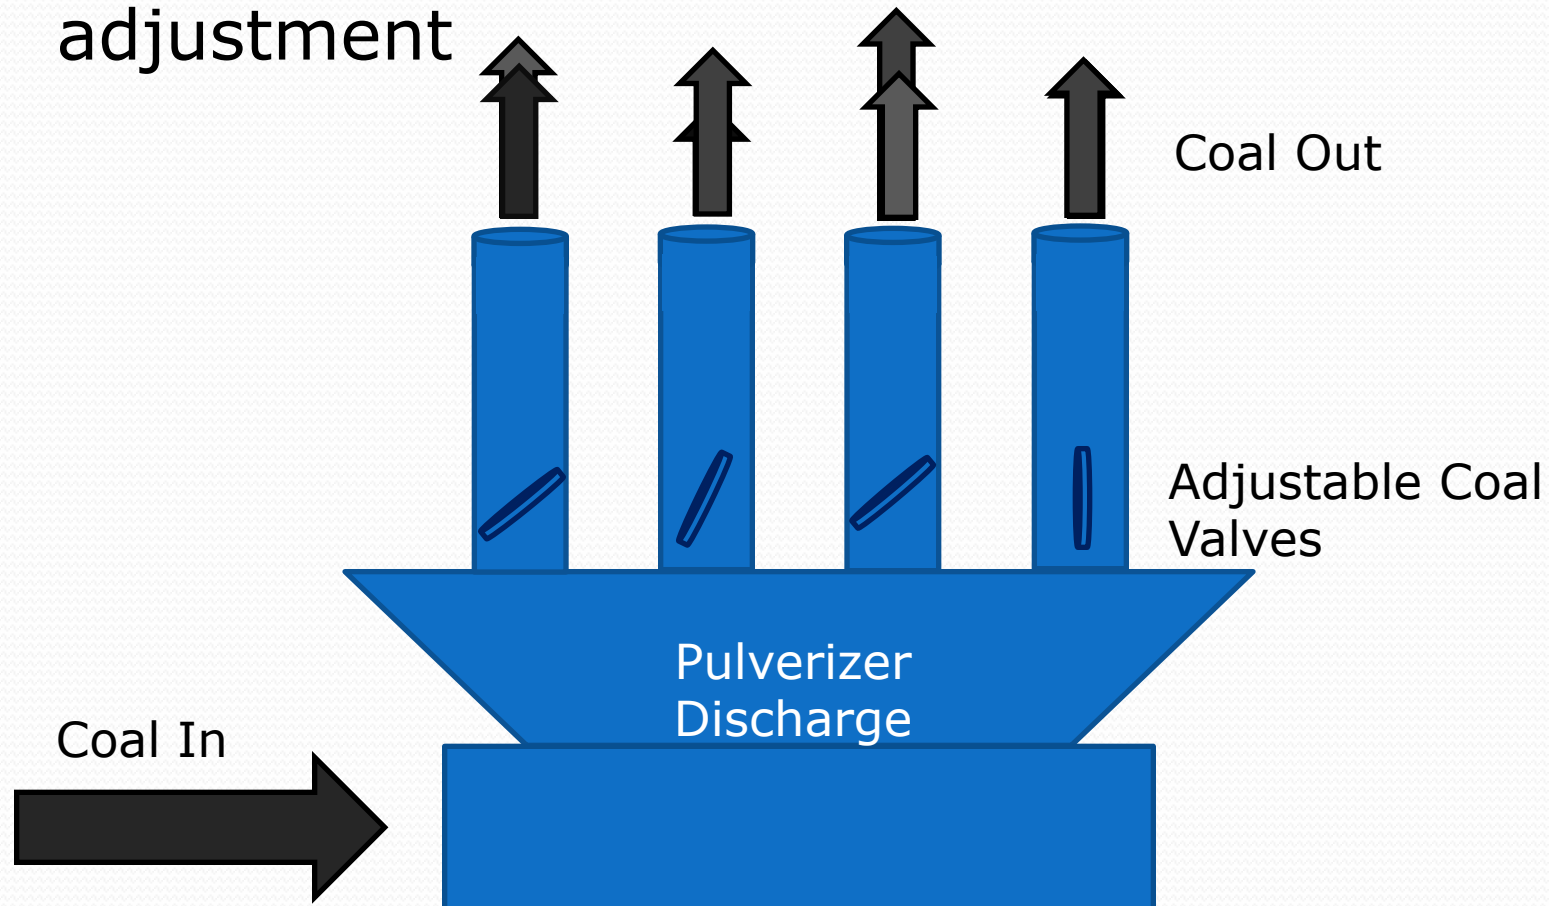 adjustment
Coal Out
Adjustable Coal
Valves
Pulverizer
Discharge
Coal In